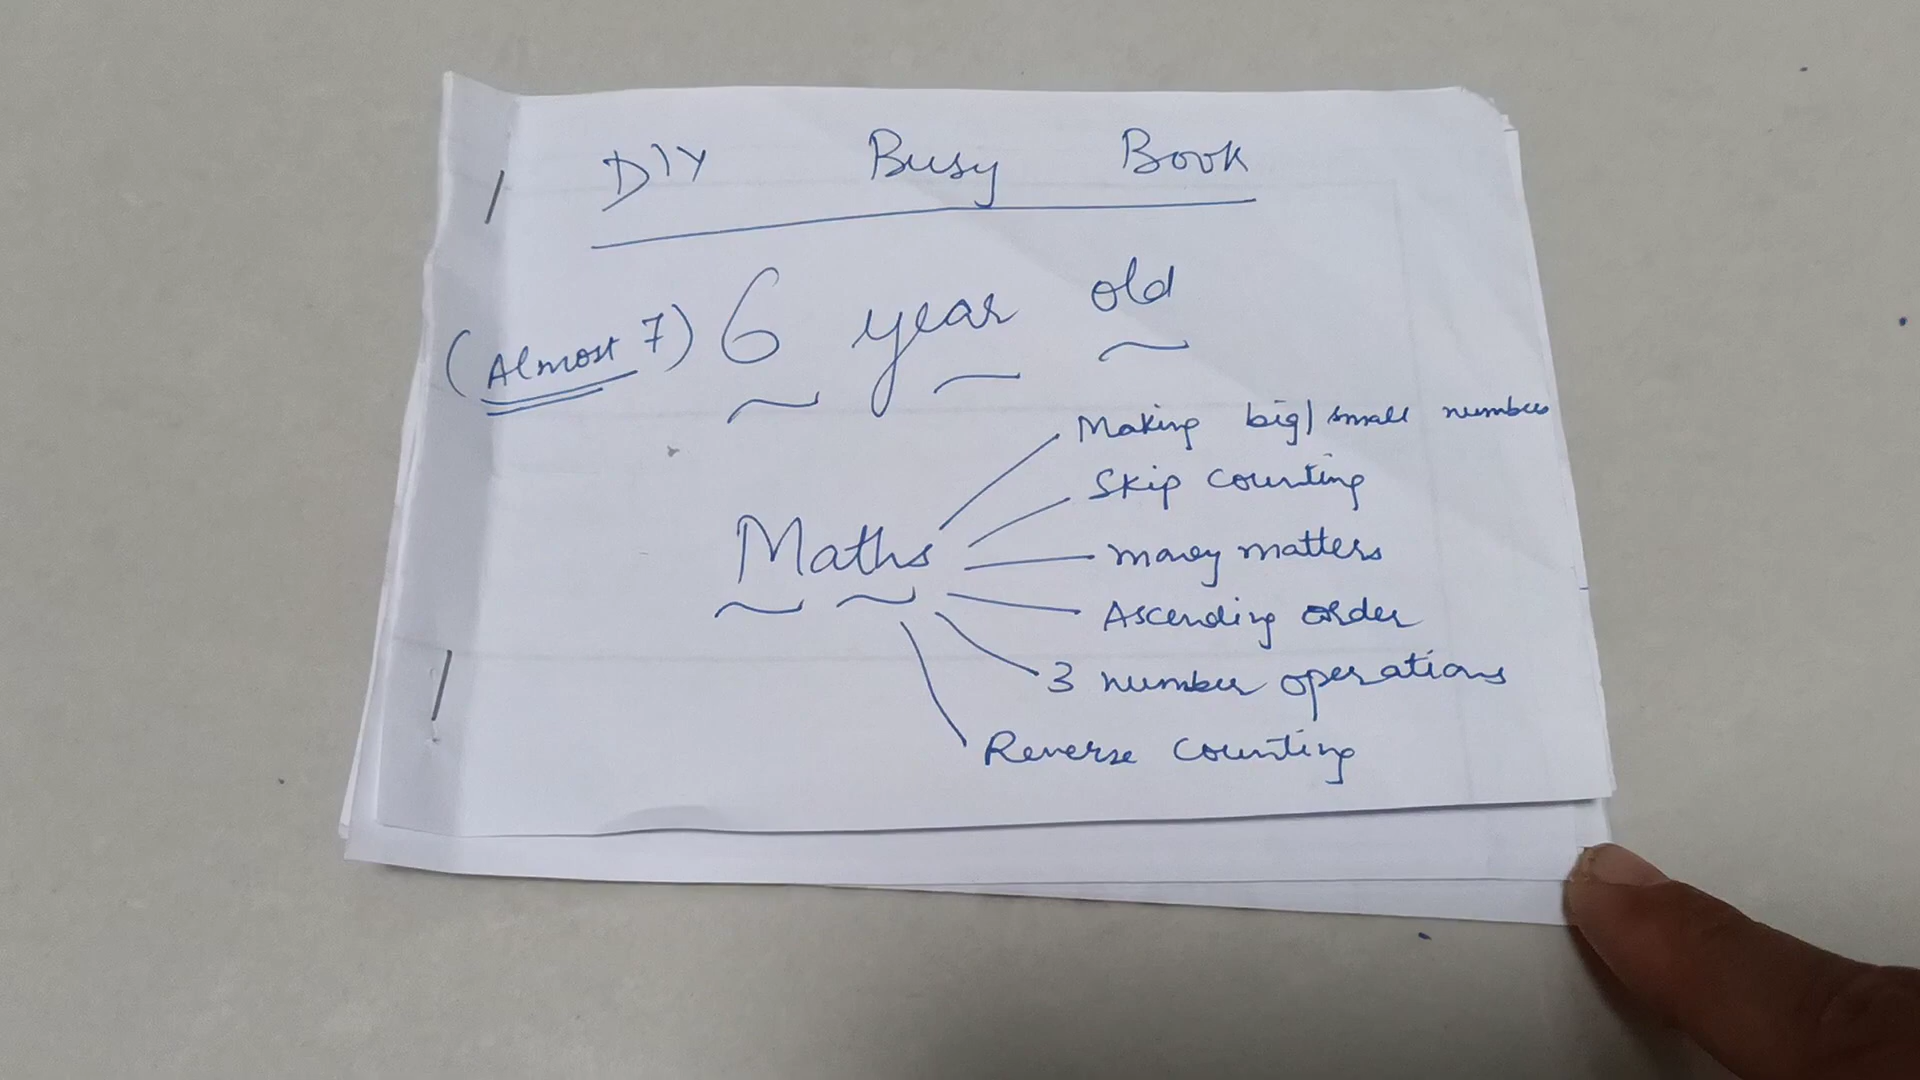 DIY Busy Book
(Almost 7) 6 year old
Maths
Making big/small numbers
Skip counting
money matters
Ascending order
3 number operations
Reverse counting